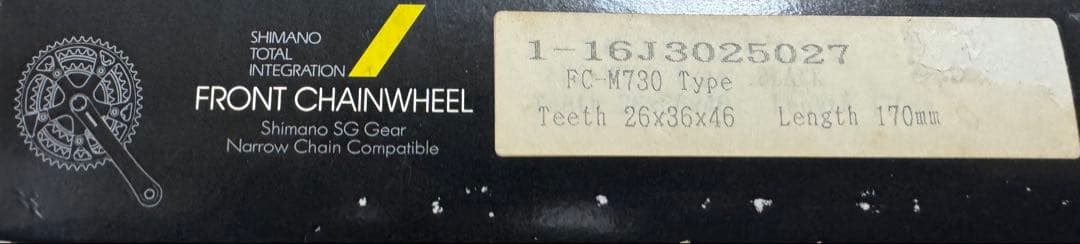 SHIMANO
TOTAL
INTEGRATION
FRONT CHAINWHEEL
Shimano SG Gear
Narrow Chain Compatible
1-16J3025027
FC-M730 Type
Teeth 26x36x46 Length 170mm